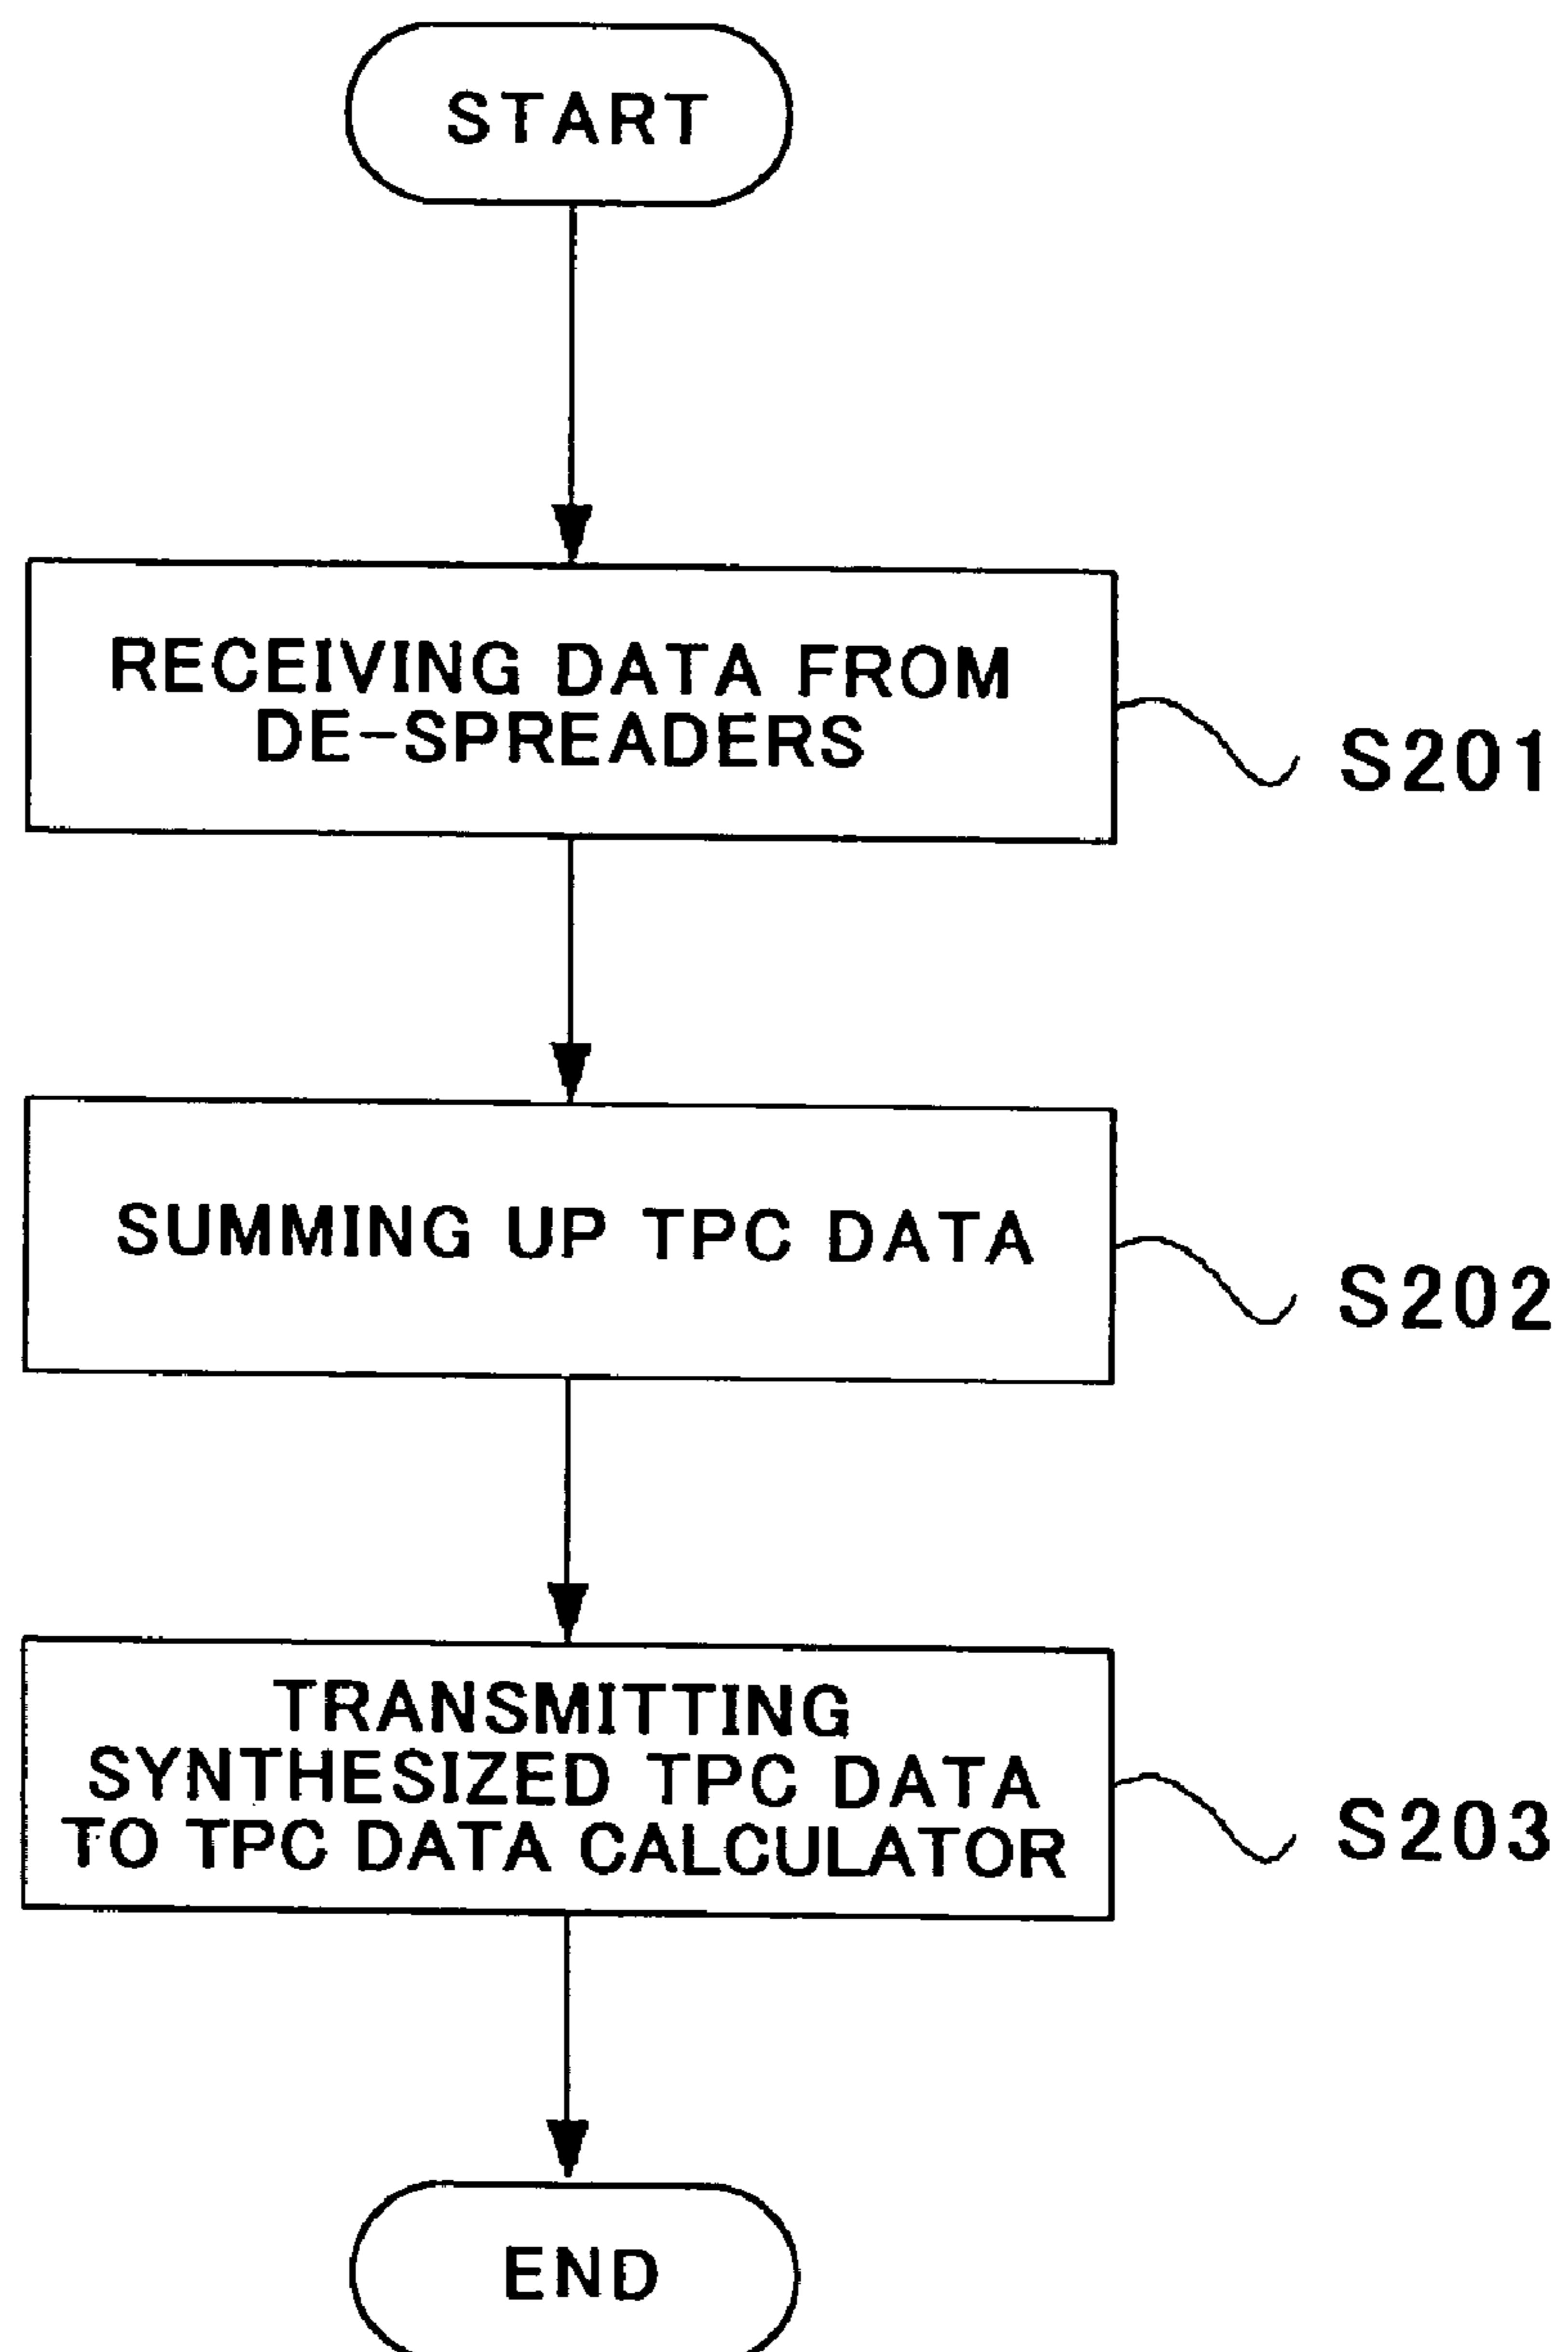 START
RECEIVING DATA FROM
DE-SPREADERS
S201
SUMMING UP TPC DATA
S202
TRANSMITTING
SYNTHESIZED TPC DATA
TO TPC DATA CALCULATOR
S203
END